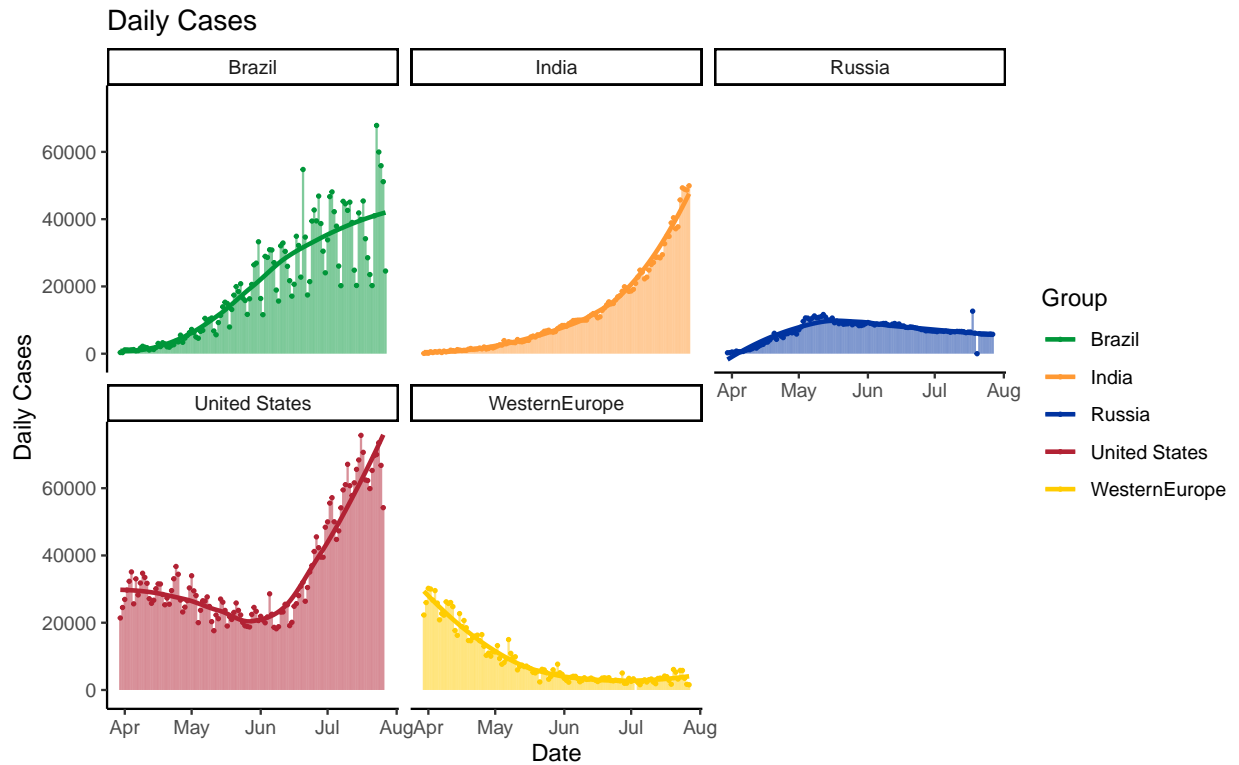 Daily Cases
Brazil
India
Russia
60000
40000
20000
0
Apr
May
Jun
Jul
Aug
United States
WesternEurope
60000
40000
20000
0
Apr
May
Jun
Jul
Aug
Apr
May
Jun
Jul
Aug
Daily Cases
Date
Group
Brazil
India
Russia
United States
WesternEurope